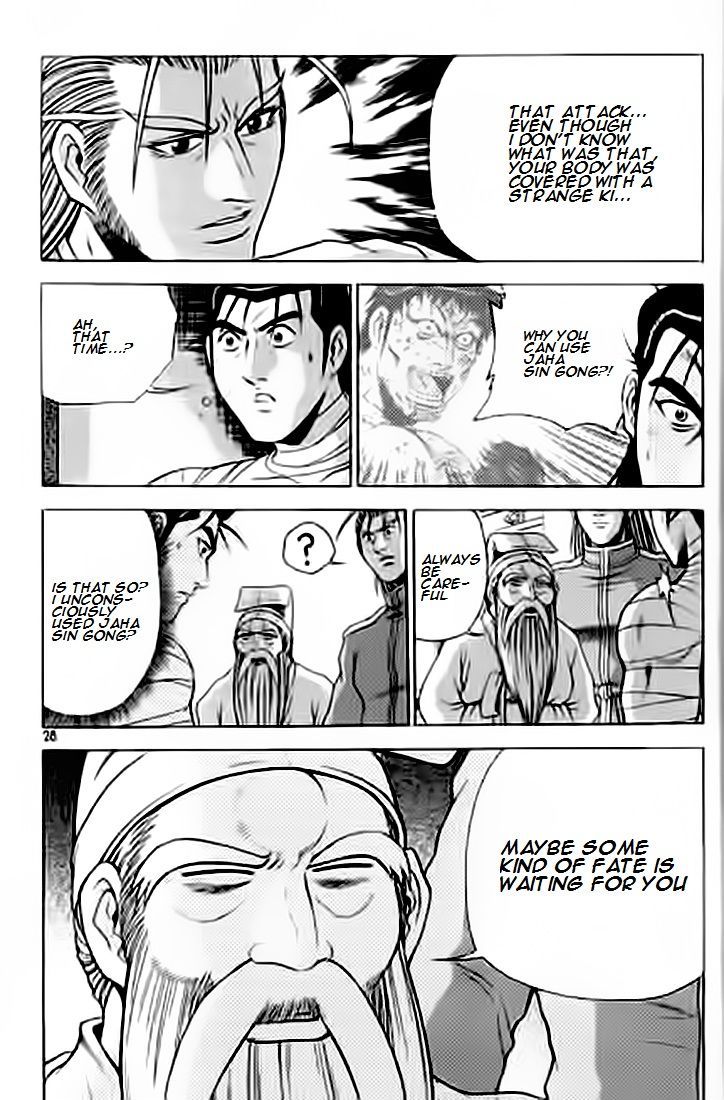 THAT ATTACK...
EVEN THOUGH
I DON'T KNOW
WHAT WAS THAT,
YOUR BODY WAS
COVERED WITH A
STRANGE KI...
AH,
THAT
TIME...?
WHY YOU
CAN USE
JAHA
SIN GONG?!
IS THAT SO?
I UNCONS-
CIOUSLY
USED JAHA
SIN GONG?
?
ALWAYS
BE
CARE-
FUL
28
MAYBE SOME
KIND OF FATE IS
WAITING FOR YOU